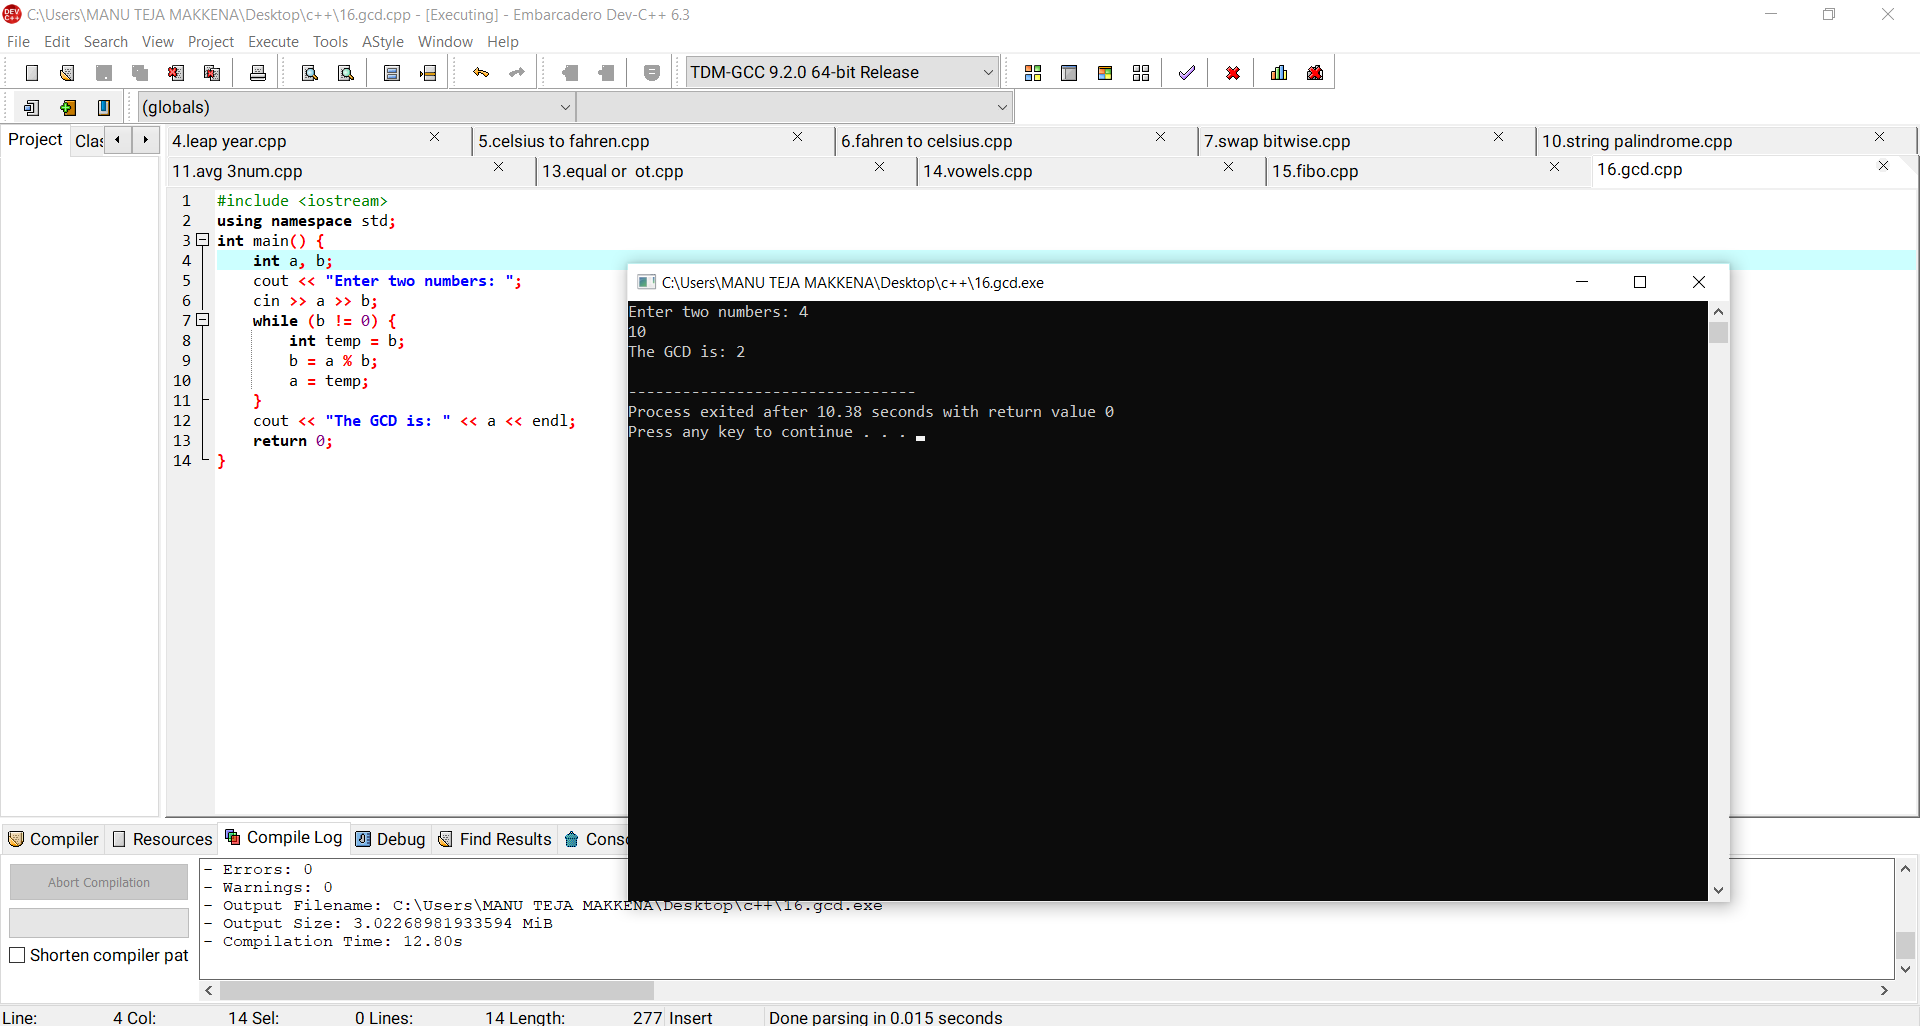 C:\Users\MANU TEJA MAKKENA\Desktop\c++\16.gcd.cpp - [Executing] - Embarcadero Dev-C++ 6.3
File Edit Search View Project Execute Tools AStyle Window Help
TDM-GCC 9.2.0 64-bit Release
(globals)
Project Clas
4.leap year.cpp 5.celsius to fahren.cpp 6.fahren to celsius.cpp 7.swap bitwise.cpp 10.string palindrome.cpp
11.avg 3num.cpp 13.equal or  ot.cpp 14.vowels.cpp 15.fibo.cpp 16.gcd.cpp
1 #include <iostream>
2 using namespace std;
3 int main() {
4 int a, b;
5 cout << "Enter two numbers: ";
6 cin >> a >> b;
7 while (b != 0) {
8 int temp = b;
9 b = a % b;
10 a = temp;
11 }
12 cout << "The GCD is: " << a << endl;
13 return 0;
14 }
C:\Users\MANU TEJA MAKKENA\Desktop\c++\16.gcd.exe
Enter two numbers: 4
10
The GCD is: 2
--------------------------------
Process exited after 10.38 seconds with return value 0
Press any key to continue . . .
Compiler Resources Compile Log Debug Find Results Conso
Abort Compilation
Shorten compiler pat
- Errors: 0
- Warnings: 0
- Output Filename: C:\Users\MANU TEJA MAKKENA\Desktop\c++\16.gcd.exe
- Output Size: 3.02268981933594 MiB
- Compilation Time: 12.80s
Line: 4 Col: 14 Sel: 0 Lines: 14 Length: 277 Insert Done parsing in 0.015 seconds